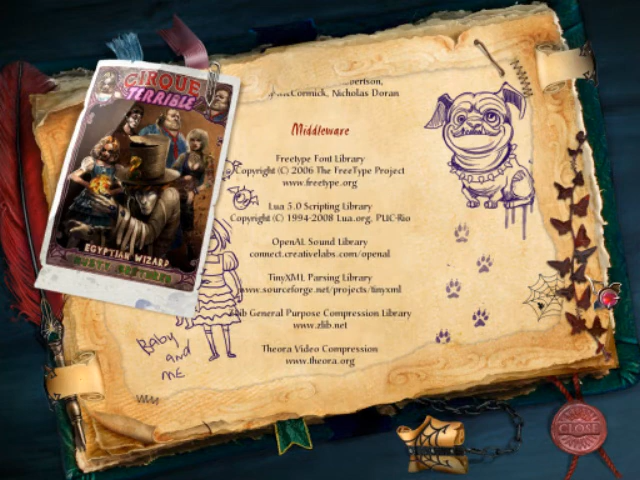 CIRQUE
TERRIBLE
EGYPTIAN WIZARD
Nicholas Doran
Middleware
Freetype Font Library
Copyright (C) 2006 The FreeType Project
www.freetype.org
Lua 5.0 Scripting Library
Copyright (C) 1994-2008 Lua.org, PUC-Rio
OpenAL Sound Library
connect.creativelabs.com/openal
TinyXML Parsing Library
www.sourceforge.net/projects/tinyxml
Zlib General Purpose Compression Library
www.zlib.net
Theora Video Compression
www.theora.org
Baby
and
ME
CLOSE